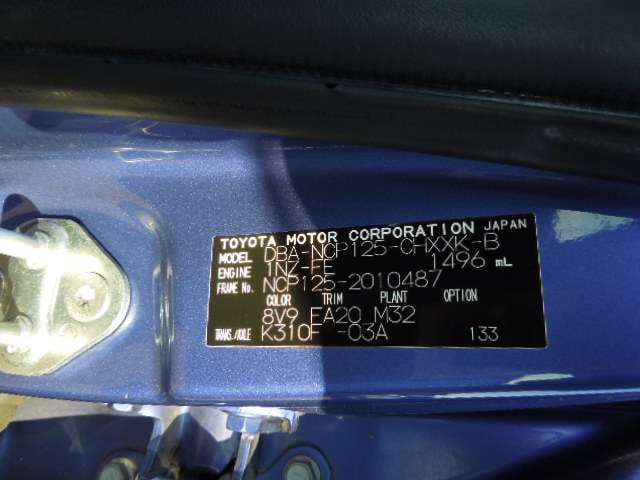 TOYOTA MOTOR CORPORATION JAPAN
MODEL DBA-NCP125-CHXXK-B
ENGINE 1NZ-FE 1496 mL
FRAME No. NCP125-2010487
COLOR TRIM PLANT OPTION
8V9 FA20 M32
TRANS./AXLE K310F -03A 133